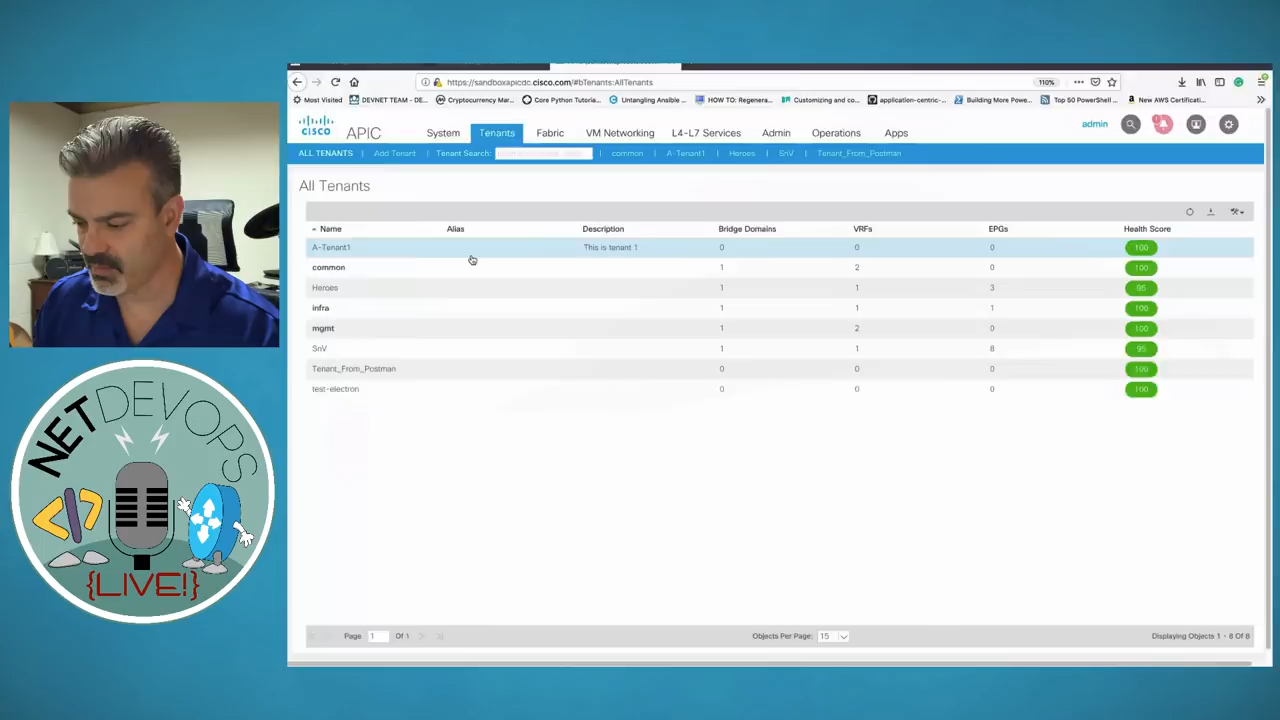 https://sandboxapicdc.cisco.com/#bTenants:AllTenants
110%
Most Visited
DEVNET TEAM - DE...
Cryptocurrency Mar...
Core Python Tutoria...
Untangling Ansible ...
HOW TO: Regenera...
Customizing and co...
application-centric-...
Building More Powe...
Top 50 PowerShell ...
New AWS Certificati...
CISCO
APIC
System
Tenants
Fabric
VM Networking
L4-L7 Services
Admin
Operations
Apps
admin
ALL TENANTS | Add Tenant | Tenant Search: | common | A-Tenant1 | Heroes | SnV | Tenant_From_Postman
All Tenants
Name Alias Description Bridge Domains VRFs EPGs Health Score
A-Tenant1 This is tenant 1 0 0 0 100
common 1 2 0 100
Heroes 1 1 3 95
infra 1 1 1 100
mgmt 1 2 0 100
SnV 1 1 8 95
Tenant_From_Postman 0 0 0 100
test-electron 0 0 0 100
Page 1 Of 1
Objects Per Page: 15
Displaying Objects 1 - 8 Of 8
NETDEVOPS
</>
{LIVE!}